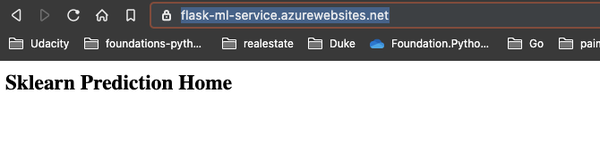 flask-ml-service.azurewebsites.net
Udacity
foundations-pyth...
realestate
Duke
Foundation.Pytho...
Go
pain
Sklearn Prediction Home